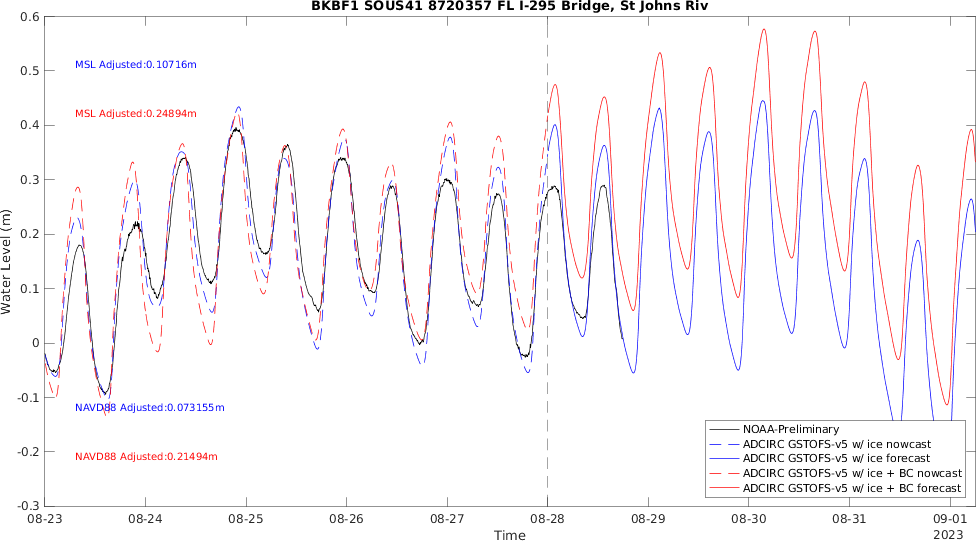 BKBF1 SOUS41 8720357 FL I-295 Bridge, St Johns Riv
0.6
0.5
0.4
0.3
0.2
0.1
0
-0.1
-0.2
-0.3
Water Level (m)
MSL Adjusted:0.10716m
MSL Adjusted:0.24894m
NAVD88 Adjusted:0.073155m
NAVD88 Adjusted:0.21494m
NOAA-Preliminary
ADCIRC GSTOFS-v5 w/ ice nowcast
ADCIRC GSTOFS-v5 w/ ice forecast
ADCIRC GSTOFS-v5 w/ ice + BC nowcast
ADCIRC GSTOFS-v5 w/ ice + BC forecast
08-23 08-24 08-25 08-26 08-27 08-28 08-29 08-30 08-31 09-01
2023
Time